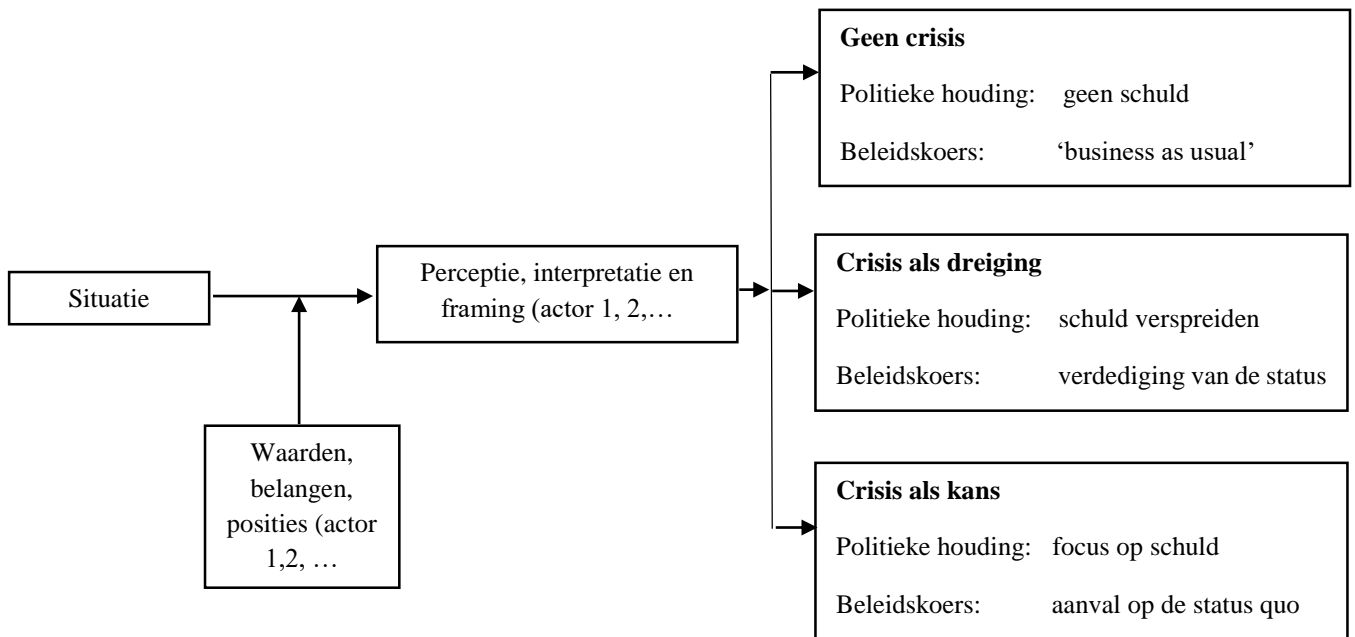 Situatie
Waarden,
belangen,
posities (actor
1,2, …
Perceptie, interpretatie en
framing (actor 1, 2,…
Geen crisis
Politieke houding: geen schuld
Beleidskoers: ‘business as usual’
Crisis als dreiging
Politieke houding: schuld verspreiden
Beleidskoers: verdediging van de status
Crisis als kans
Politieke houding: focus op schuld
Beleidskoers: aanval op de status quo